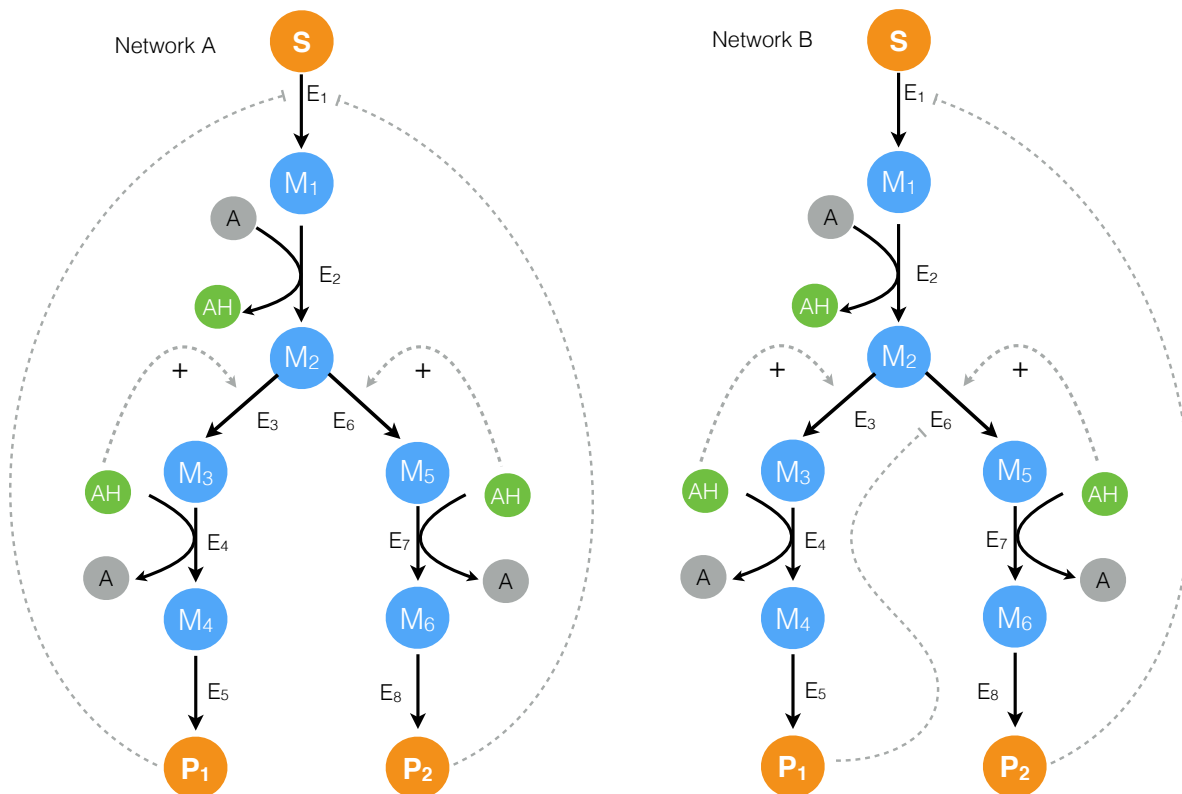 Network A
S
E₁
M₁
A
E₂
AH
M₂
+
+
E₃
E₆
M₃
M₅
AH
AH
E₄
E₇
A
A
M₄
M₆
E₅
E₈
P₁
P₂
Network B
S
E₁
M₁
A
E₂
AH
M₂
+
+
E₃
E₆
M₃
M₅
AH
AH
E₄
E₇
A
A
M₄
M₆
E₅
E₈
P₁
P₂